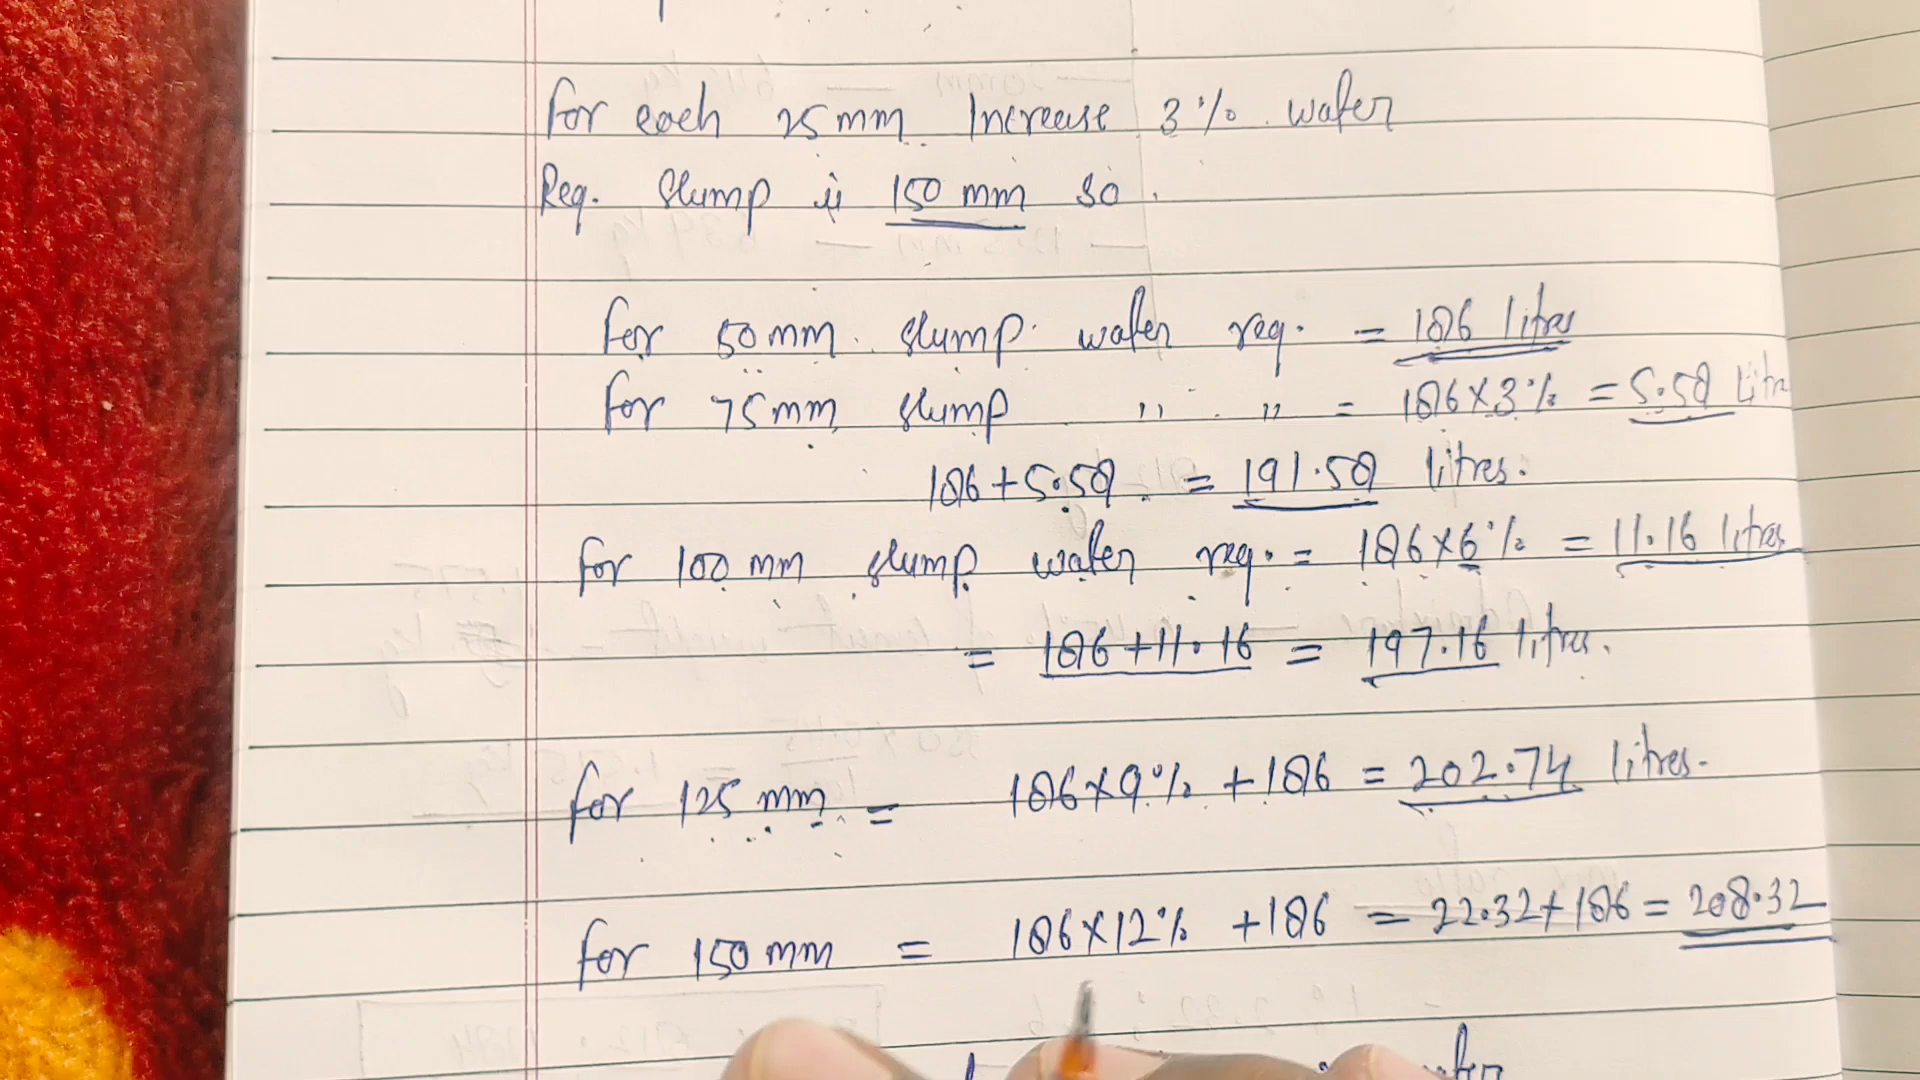 for each 25 mm Increase 3% water
Req. slump is 150 mm so
for 50 mm slump water req. = 186 litres
for 75 mm slump ,, ,, = 186 x 3% = 5.58 litre
186 + 5.58 = 191.58 litres.
for 100 mm slump water req. = 186 x 6% = 11.16 litres
= 186 + 11.16 = 197.16 litres.
for 125 mm = 186 x 9% + 186 = 202.74 litres.
for 150 mm = 186 x 12% + 186 = 22.32 + 186 = 208.32